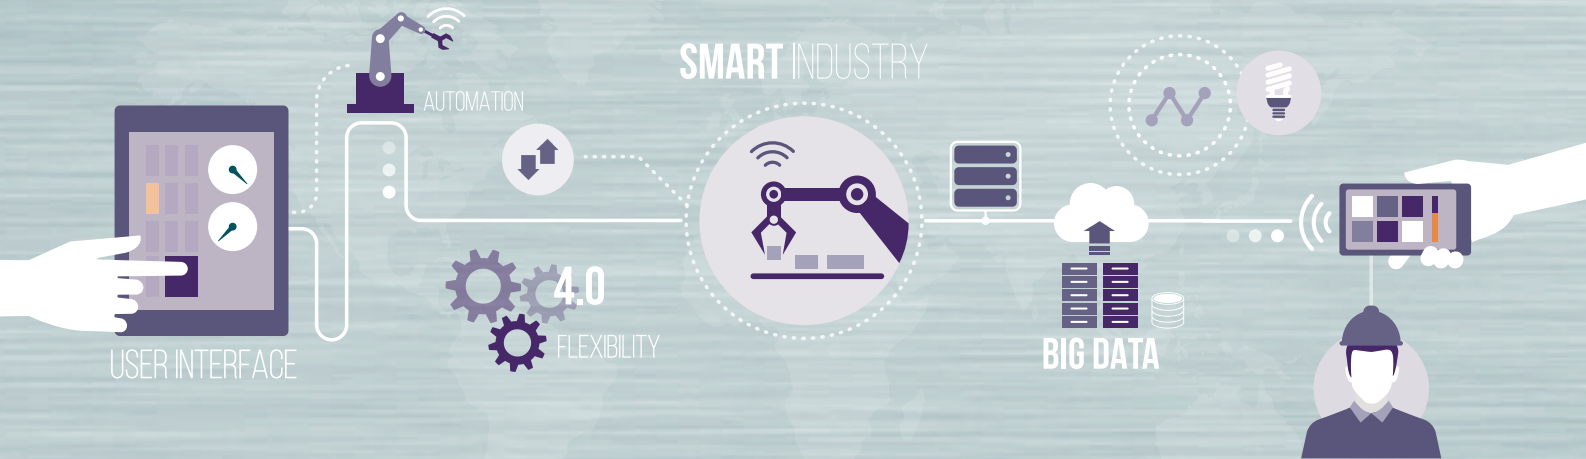 SMART INDUSTRY
AUTOMATION
4.0
FLEXIBILITY
USER INTERFACE
BIG DATA